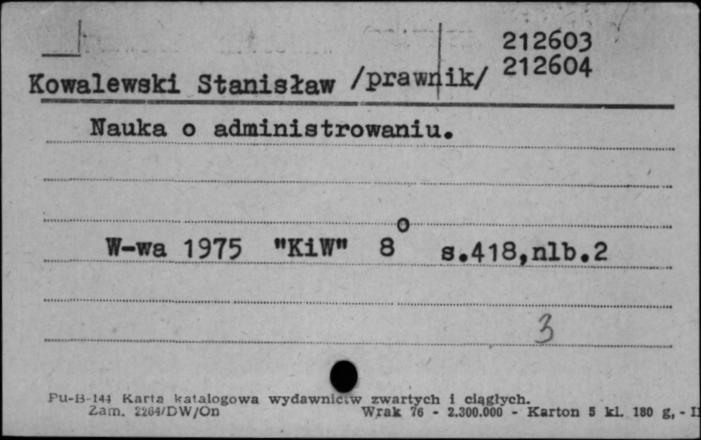 212603
Kowalewski Stanisław /prawnik/ 212604
Nauka o administrowaniu.
W-wa 1975 "KiW" 8o s.418,nlb.2
3
Pu-B-144 Karta katalogowa wydawnictw zwartych i ciągłych.
Zam. 2264/DW/On Wrak 76 - 2.300.000 - Karton 5 kl. 180 g, -